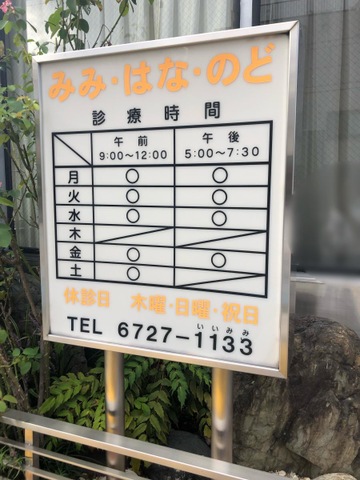 みみ・はな・のど
診療時間
午前 午後
9:00〜12:00 5:00〜7:30
月 ○ ○
火 ○ ○
水 ○ ○
木
金 ○ ○
土 ○
休診日 木曜・日曜・祝日
いいみみ
TEL 6727-1133